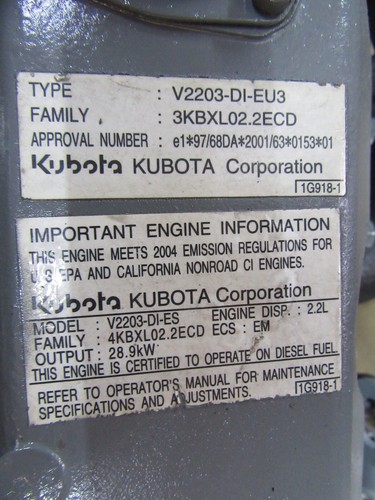 TYPE : V2203-DI-EU3
FAMILY : 3KBXL02.2ECD
APPROVAL NUMBER : e1*97/68DA*2001/63*0153*01
Kubota KUBOTA Corporation
1G918-1
IMPORTANT ENGINE INFORMATION
THIS ENGINE MEETS 2004 EMISSION REGULATIONS FOR
U.S EPA AND CALIFORNIA NONROAD CI ENGINES.
Kubota KUBOTA Corporation
MODEL : V2203-DI-ES ENGINE DISP. : 2.2L
FAMILY : 4KBXL02.2ECD ECS : EM
OUTPUT : 28.9kW
THIS ENGINE IS CERTIFIED TO OPERATE ON DIESEL FUEL.
REFER TO OPERATOR'S MANUAL FOR MAINTENANCE
SPECIFICATIONS AND ADJUSTMENTS.
1G918-1